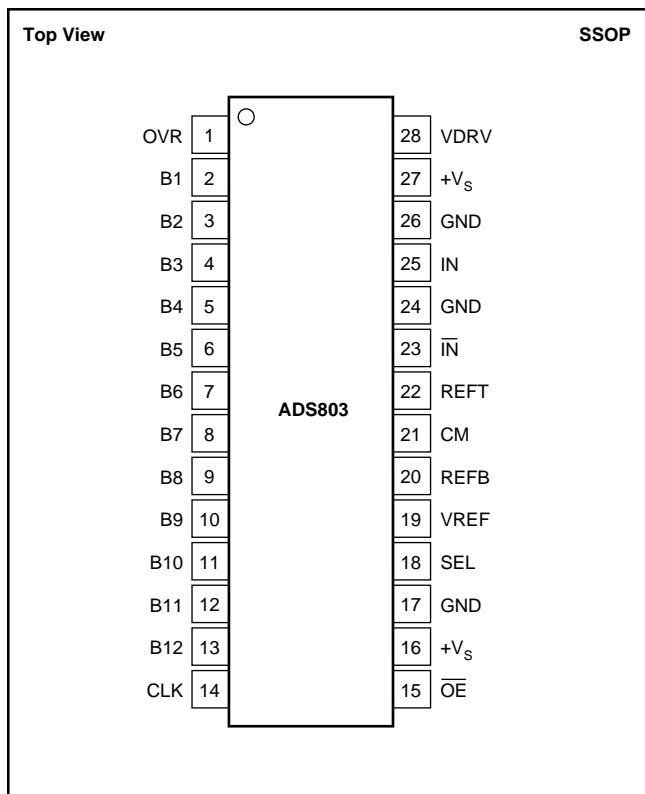 Top View SSOP
OVR 1 28 VDRV
B1 2 27 +VS
B2 3 26 GND
B3 4 25 IN
B4 5 24 GND
B5 6 23 I̅N̅
B6 7 22 REFT
ADS803
B7 8 21 CM
B8 9 20 REFB
B9 10 19 VREF
B10 11 18 SEL
B11 12 17 GND
B12 13 16 +VS
CLK 14 15 O̅E̅